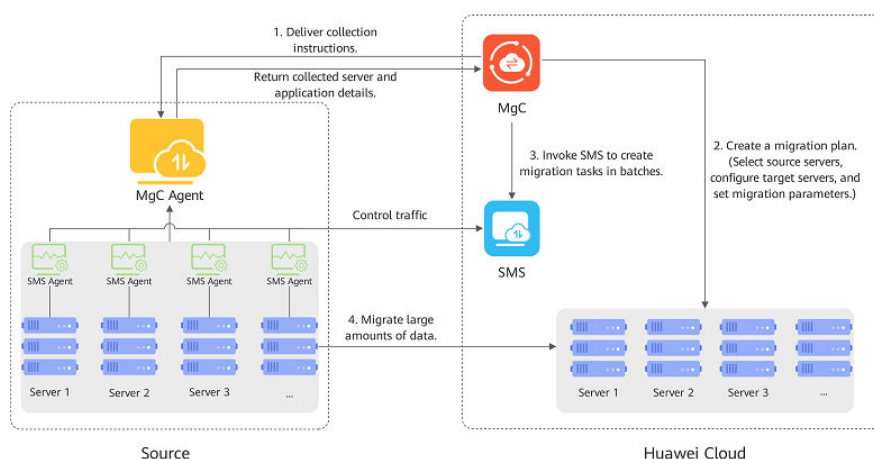 1. Deliver collection
instructions.
Return collected server and
application details.
MgC
MgC Agent
3. Invoke SMS to create
migration tasks in batches.
2. Create a migration plan.
(Select source servers,
configure target servers, and
set migration parameters.)
Control traffic
SMS
SMS Agent
SMS Agent
SMS Agent
SMS Agent
4. Migrate large
amounts of data.
Server 1
Server 2
Server 3
...
Server 1
Server 2
Server 3
...
Source
Huawei Cloud